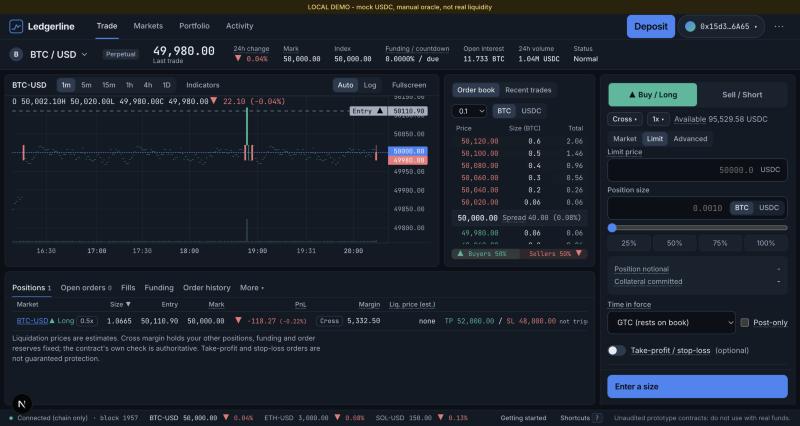 LOCAL DEMO - mock USDC, manual oracle, not real liquidity
Ledgerline Trade Markets Portfolio Activity Deposit 0x15d3…6A65
B BTC / USD Perpetual 49,980.00 Last trade
24h change 0.04%
Mark 50,000.00
Index 50,000.00
Funding / countdown 0.0000% / due
Open interest 11.733 BTC
24h volume 1.04M USDC
Status Normal
BTC-USD 1m 5m 15m 1h 4h 1D Indicators Auto Log Fullscreen
O 50,002.10 H 50,020.00 L 49,980.00 C 49,980.00 ▼ 22.10 (-0.04%)
Entry ▲ 50110.90
50050.00
50000.00
49980.00
49950.00
49900.00
49850.00
49800.00
16:30 17:00 17:30 18:00 19:00 19:31 20:00
Order book Recent trades
0.1 BTC USDC
Price Size (BTC) Total
50,120.00 0.6 2.06
50,100.00 0.5 1.46
50,080.00 0.4 0.96
50,060.00 0.3 0.56
50,040.00 0.2 0.26
50,020.00 0.06 0.06
50,000.00 Spread 40.00 (0.08%)
49,980.00 0.06 0.06
▲ Buyers 50% Sellers 50% ▼
▲ Buy / Long Sell / Short
Cross 1x Available 95,529.58 USDC
Market Limit Advanced
Limit price
50000.0 USDC
Position size
0.0010 BTC USDC
25% 50% 75% 100%
Position notional -
Collateral committed -
Time in force
GTC (rests on book) Post-only
Take-profit / stop-loss (optional)
Enter a size
Positions 1 Open orders 0 Fills Funding Order history More
Market Size ▼ Entry Mark PnL Margin Liq. price (est.)
BTC-USD ▲ Long 0.5x 1.0665 50,110.90 50,000.00 ▼ -118.27 (-0.22%) Cross 5,332.50 none TP 52,000.00 / SL 48,000.00 not trig
Liquidation prices are estimates. Cross margin holds your other positions, funding and
order reserves fixed; the contract's own check is authoritative. Take-profit and stop-loss orders are
not guaranteed protection.
N
Connected (chain only) · block 1957 BTC-USD 50,000.00 ▼ 0.04% ETH-USD 3,000.00 ▼ 0.08% SOL-USD 150.00 ▼ 0.13% Getting started Shortcuts ? Unaudited prototype contracts: do not use with real funds.